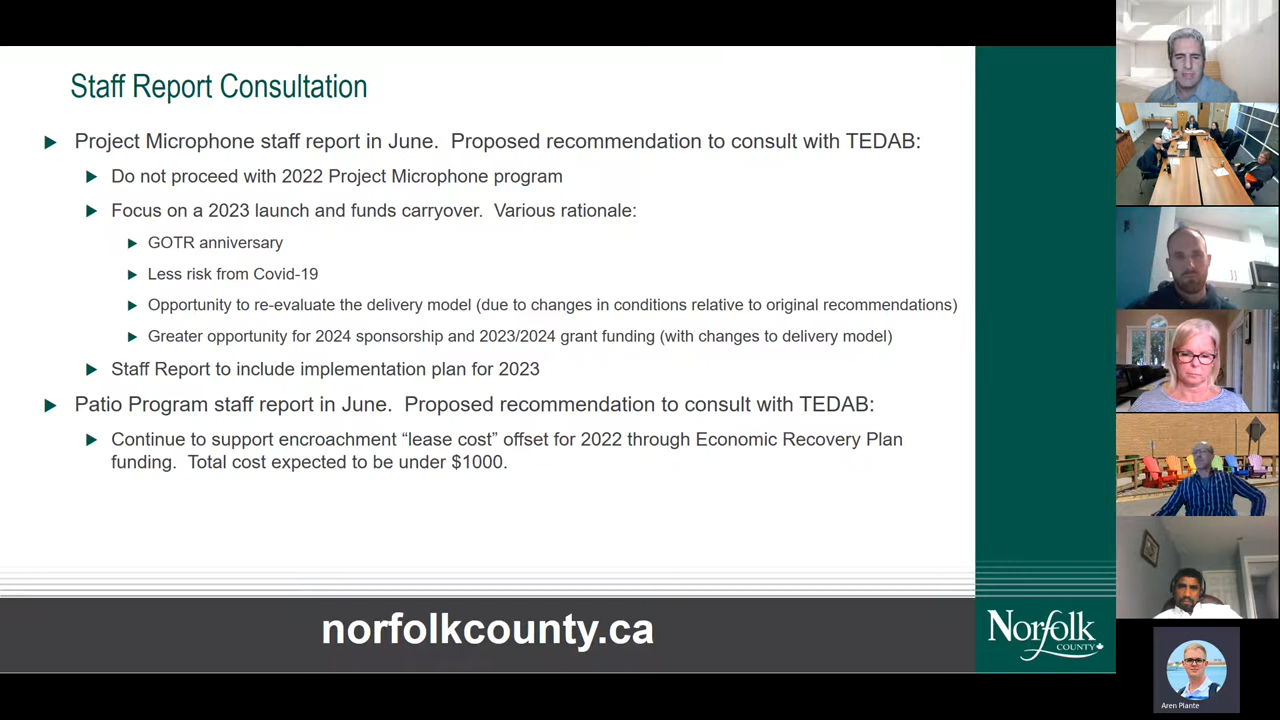 Staff Report Consultation
Project Microphone staff report in June.  Proposed recommendation to consult with TEDAB:
Do not proceed with 2022 Project Microphone program
Focus on a 2023 launch and funds carryover.  Various rationale:
GOTR anniversary
Less risk from Covid-19
Opportunity to re-evaluate the delivery model (due to changes in conditions relative to original recommendations)
Greater opportunity for 2024 sponsorship and 2023/2024 grant funding (with changes to delivery model)
Staff Report to include implementation plan for 2023
Patio Program staff report in June.  Proposed recommendation to consult with TEDAB:
Continue to support encroachment “lease cost” offset for 2022 through Economic Recovery Plan
funding.  Total cost expected to be under $1000.
norfolkcounty.ca
Norfolk
COUNTY
Aren Plante